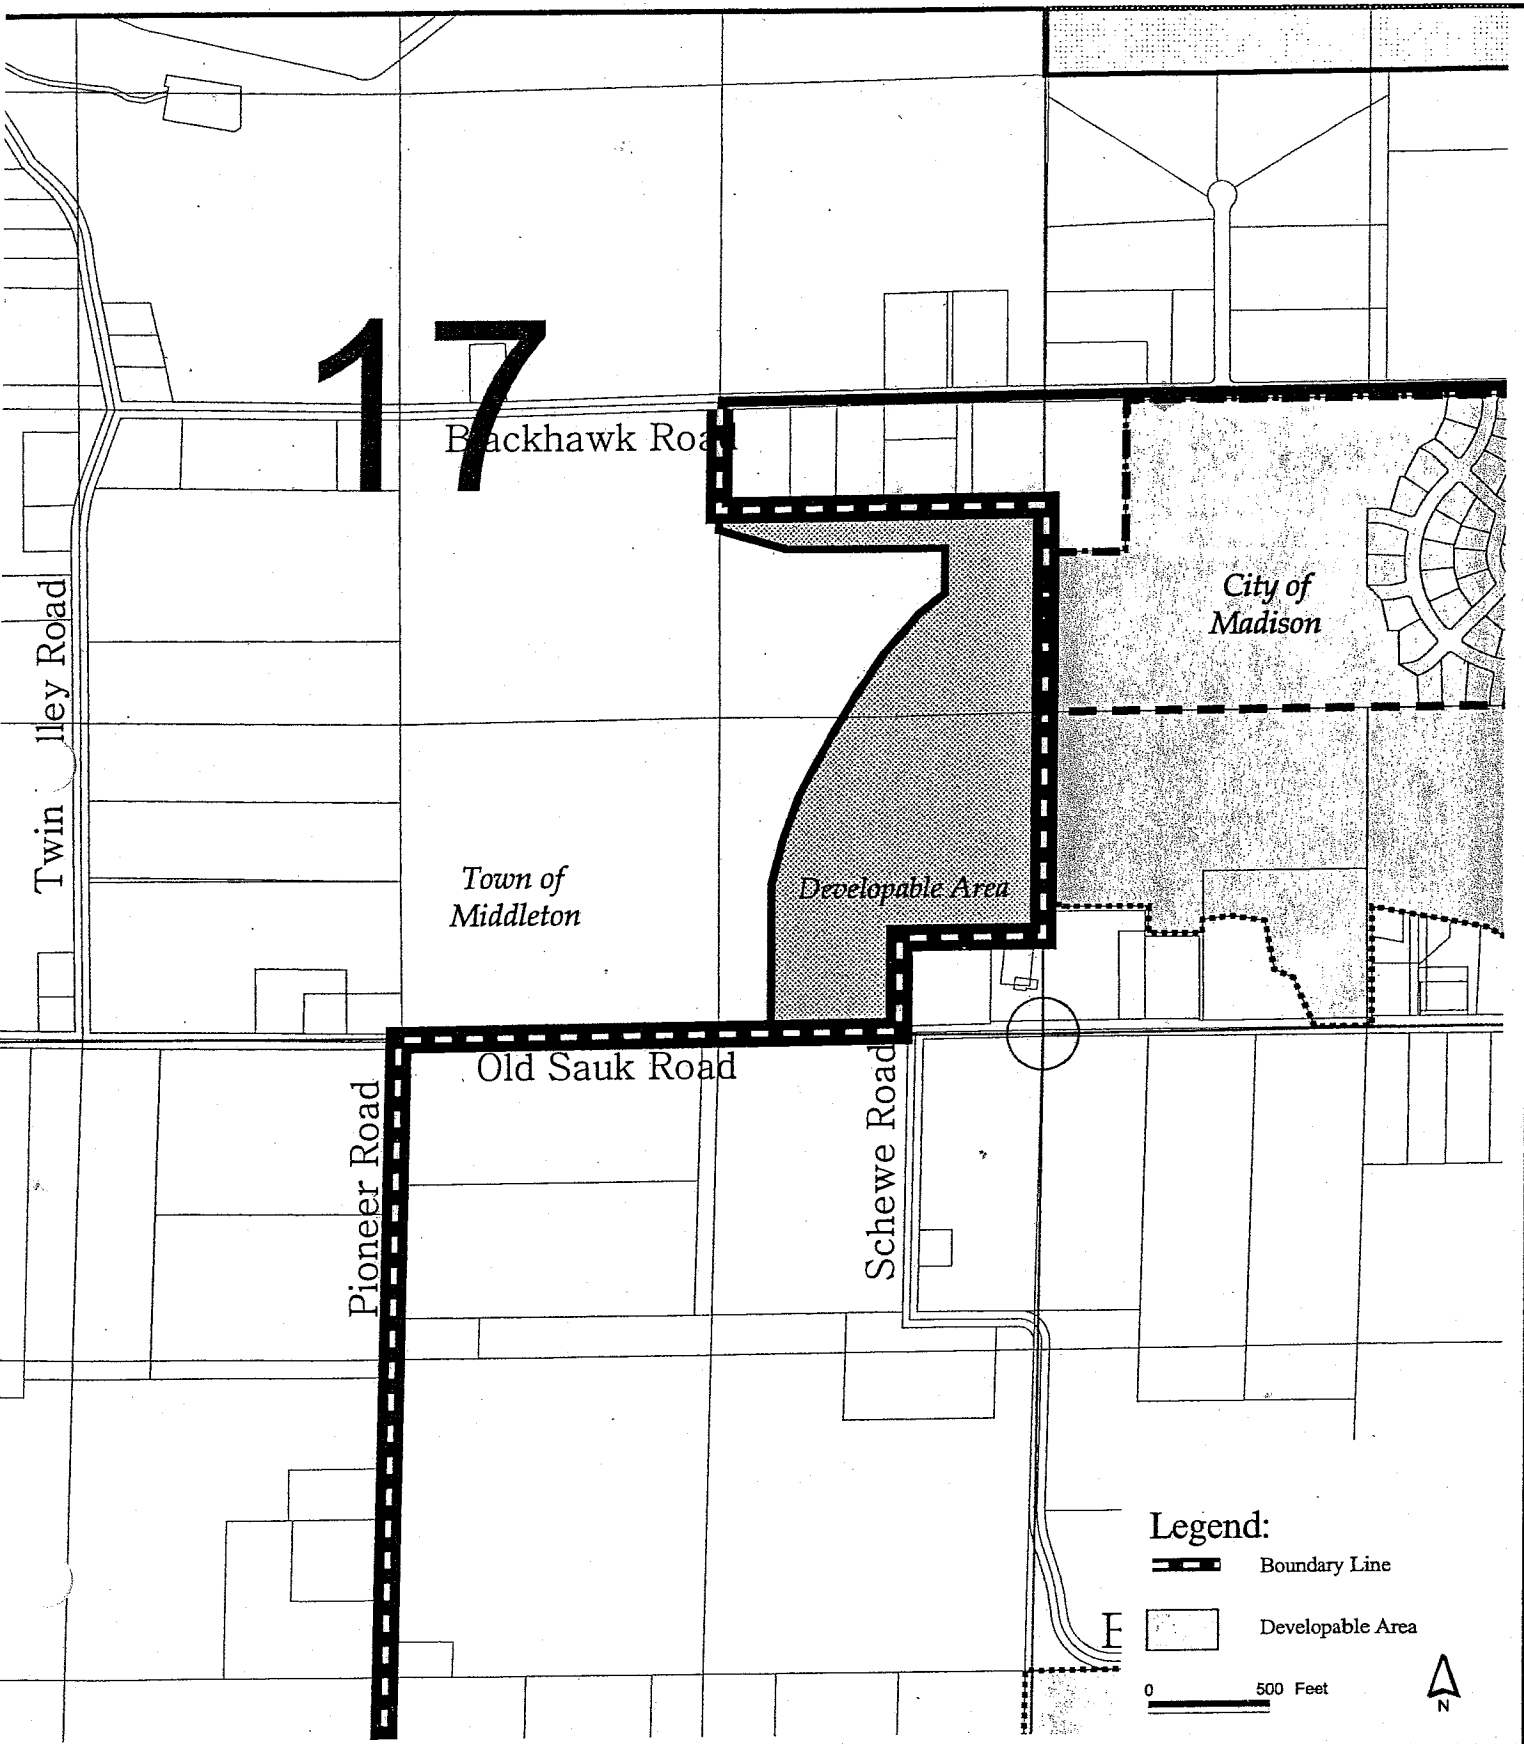 17
Blackhawk Road
City of
Madison
Twin lley Road
Town of
Middleton
Developable Area
Old Sauk Road
Pioneer Road
Schewe Road
Legend:
Boundary Line
Developable Area
0 500 Feet
N